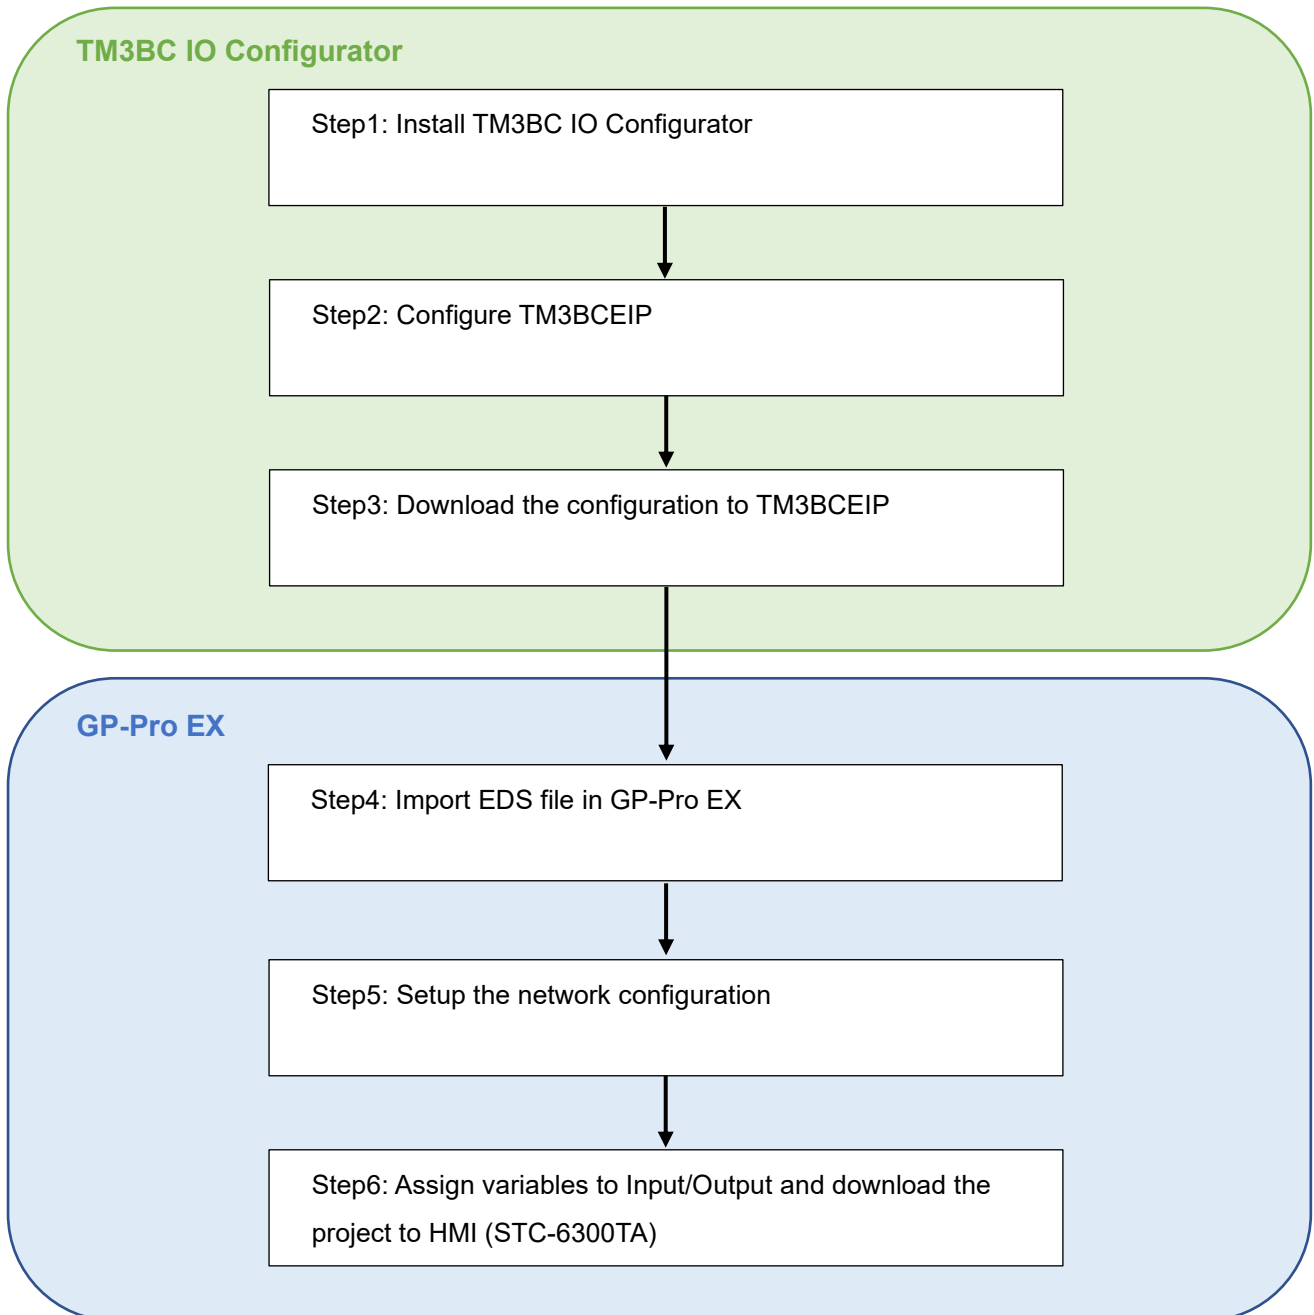 TM3BC IO Configurator
Step1: Install TM3BC IO Configurator
Step2: Configure TM3BCEIP
Step3: Download the configuration to TM3BCEIP
GP-Pro EX
Step4: Import EDS file in GP-Pro EX
Step5: Setup the network configuration
Step6: Assign variables to Input/Output and download the
project to HMI (STC-6300TA)